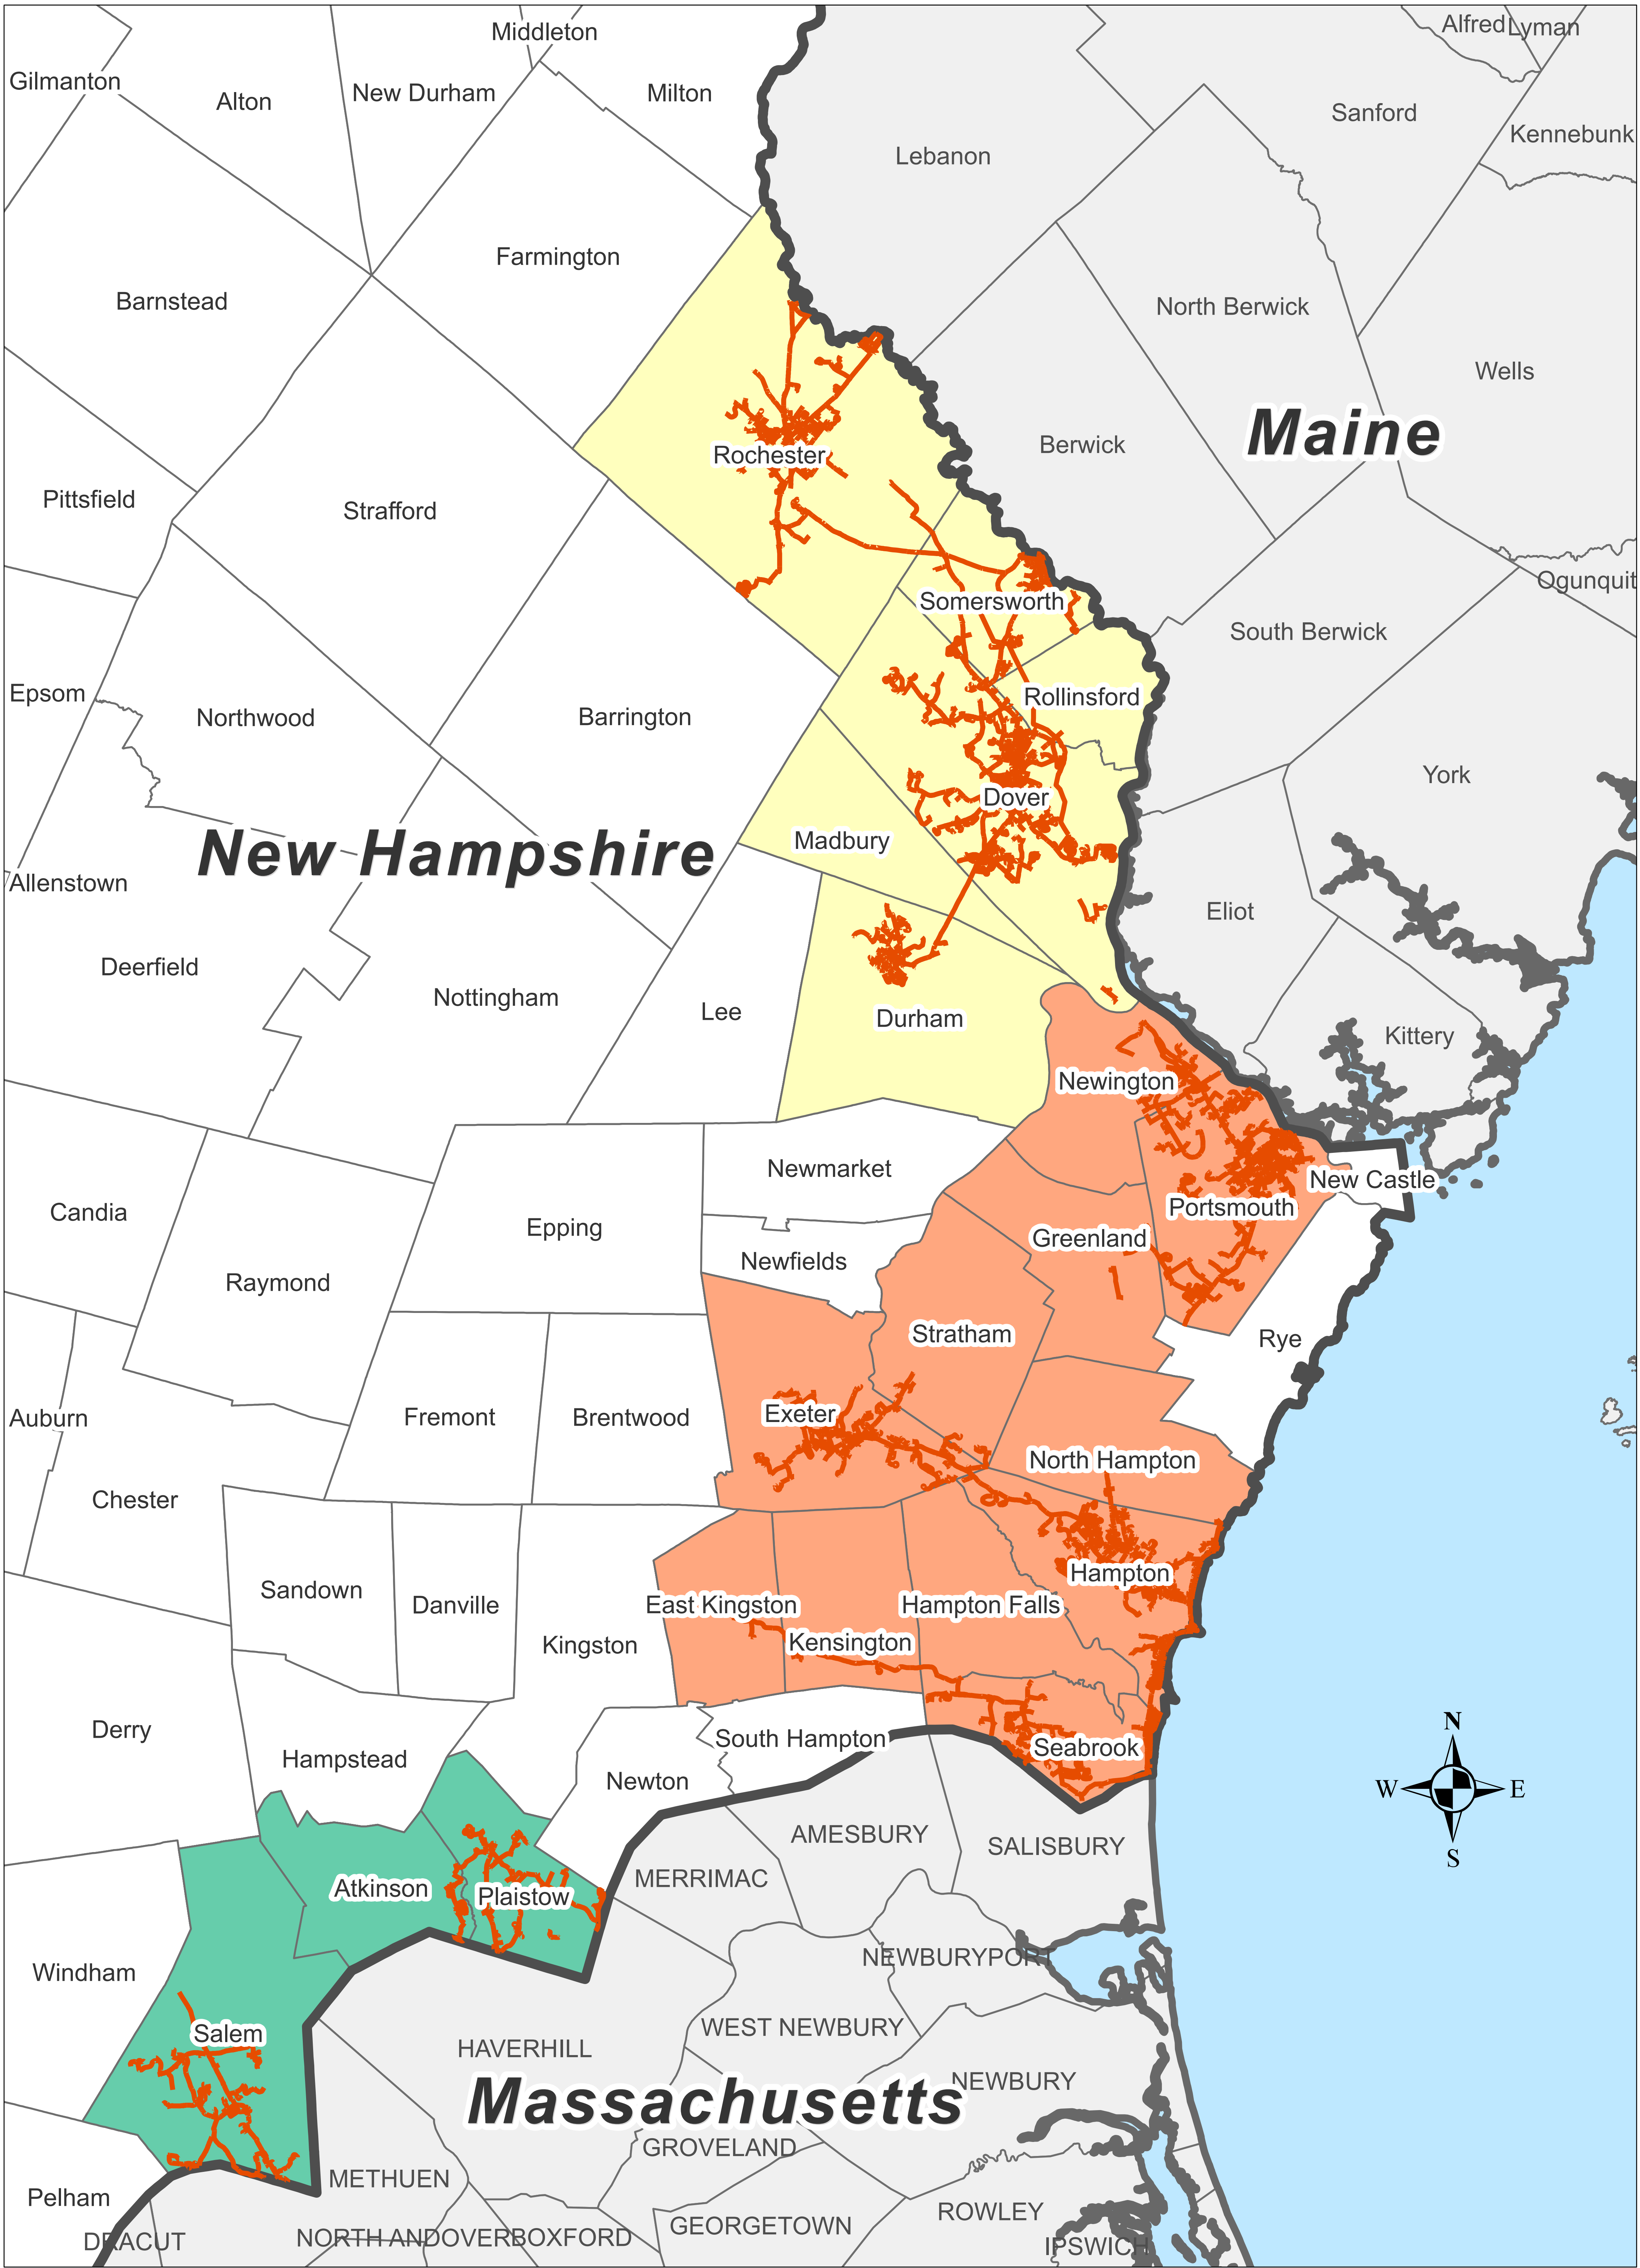 Middleton
Alfred
Lyman
Gilmanton
Alton
New Durham
Milton
Sanford
Kennebunk
Lebanon
Farmington
Barnstead
North Berwick
Wells
Maine
Berwick
Rochester
Pittsfield
Strafford
Ogunquit
Somersworth
South Berwick
Epsom
Northwood
Barrington
Rollinsford
York
Dover
Madbury
New Hampshire
Allenstown
Eliot
Deerfield
Nottingham
Lee
Durham
Kittery
Newington
Newmarket
New Castle
Candia
Epping
Portsmouth
Greenland
Newfields
Raymond
Stratham
Rye
Auburn
Fremont
Brentwood
Exeter
North Hampton
Chester
Hampton
Sandown
Danville
East Kingston
Hampton Falls
Kingston
Kensington
Derry
South Hampton
Seabrook
Hampstead
Newton
N
W
E
S
AMESBURY
SALISBURY
MERRIMAC
Atkinson
Plaistow
NEWBURYPORT
Windham
WEST NEWBURY
Salem
HAVERHILL
NEWBURY
Massachusetts
GROVELAND
METHUEN
Pelham
ROWLEY
GEORGETOWN
DRACUT
NORTH ANDOVER
BOXFORD
IPSWICH